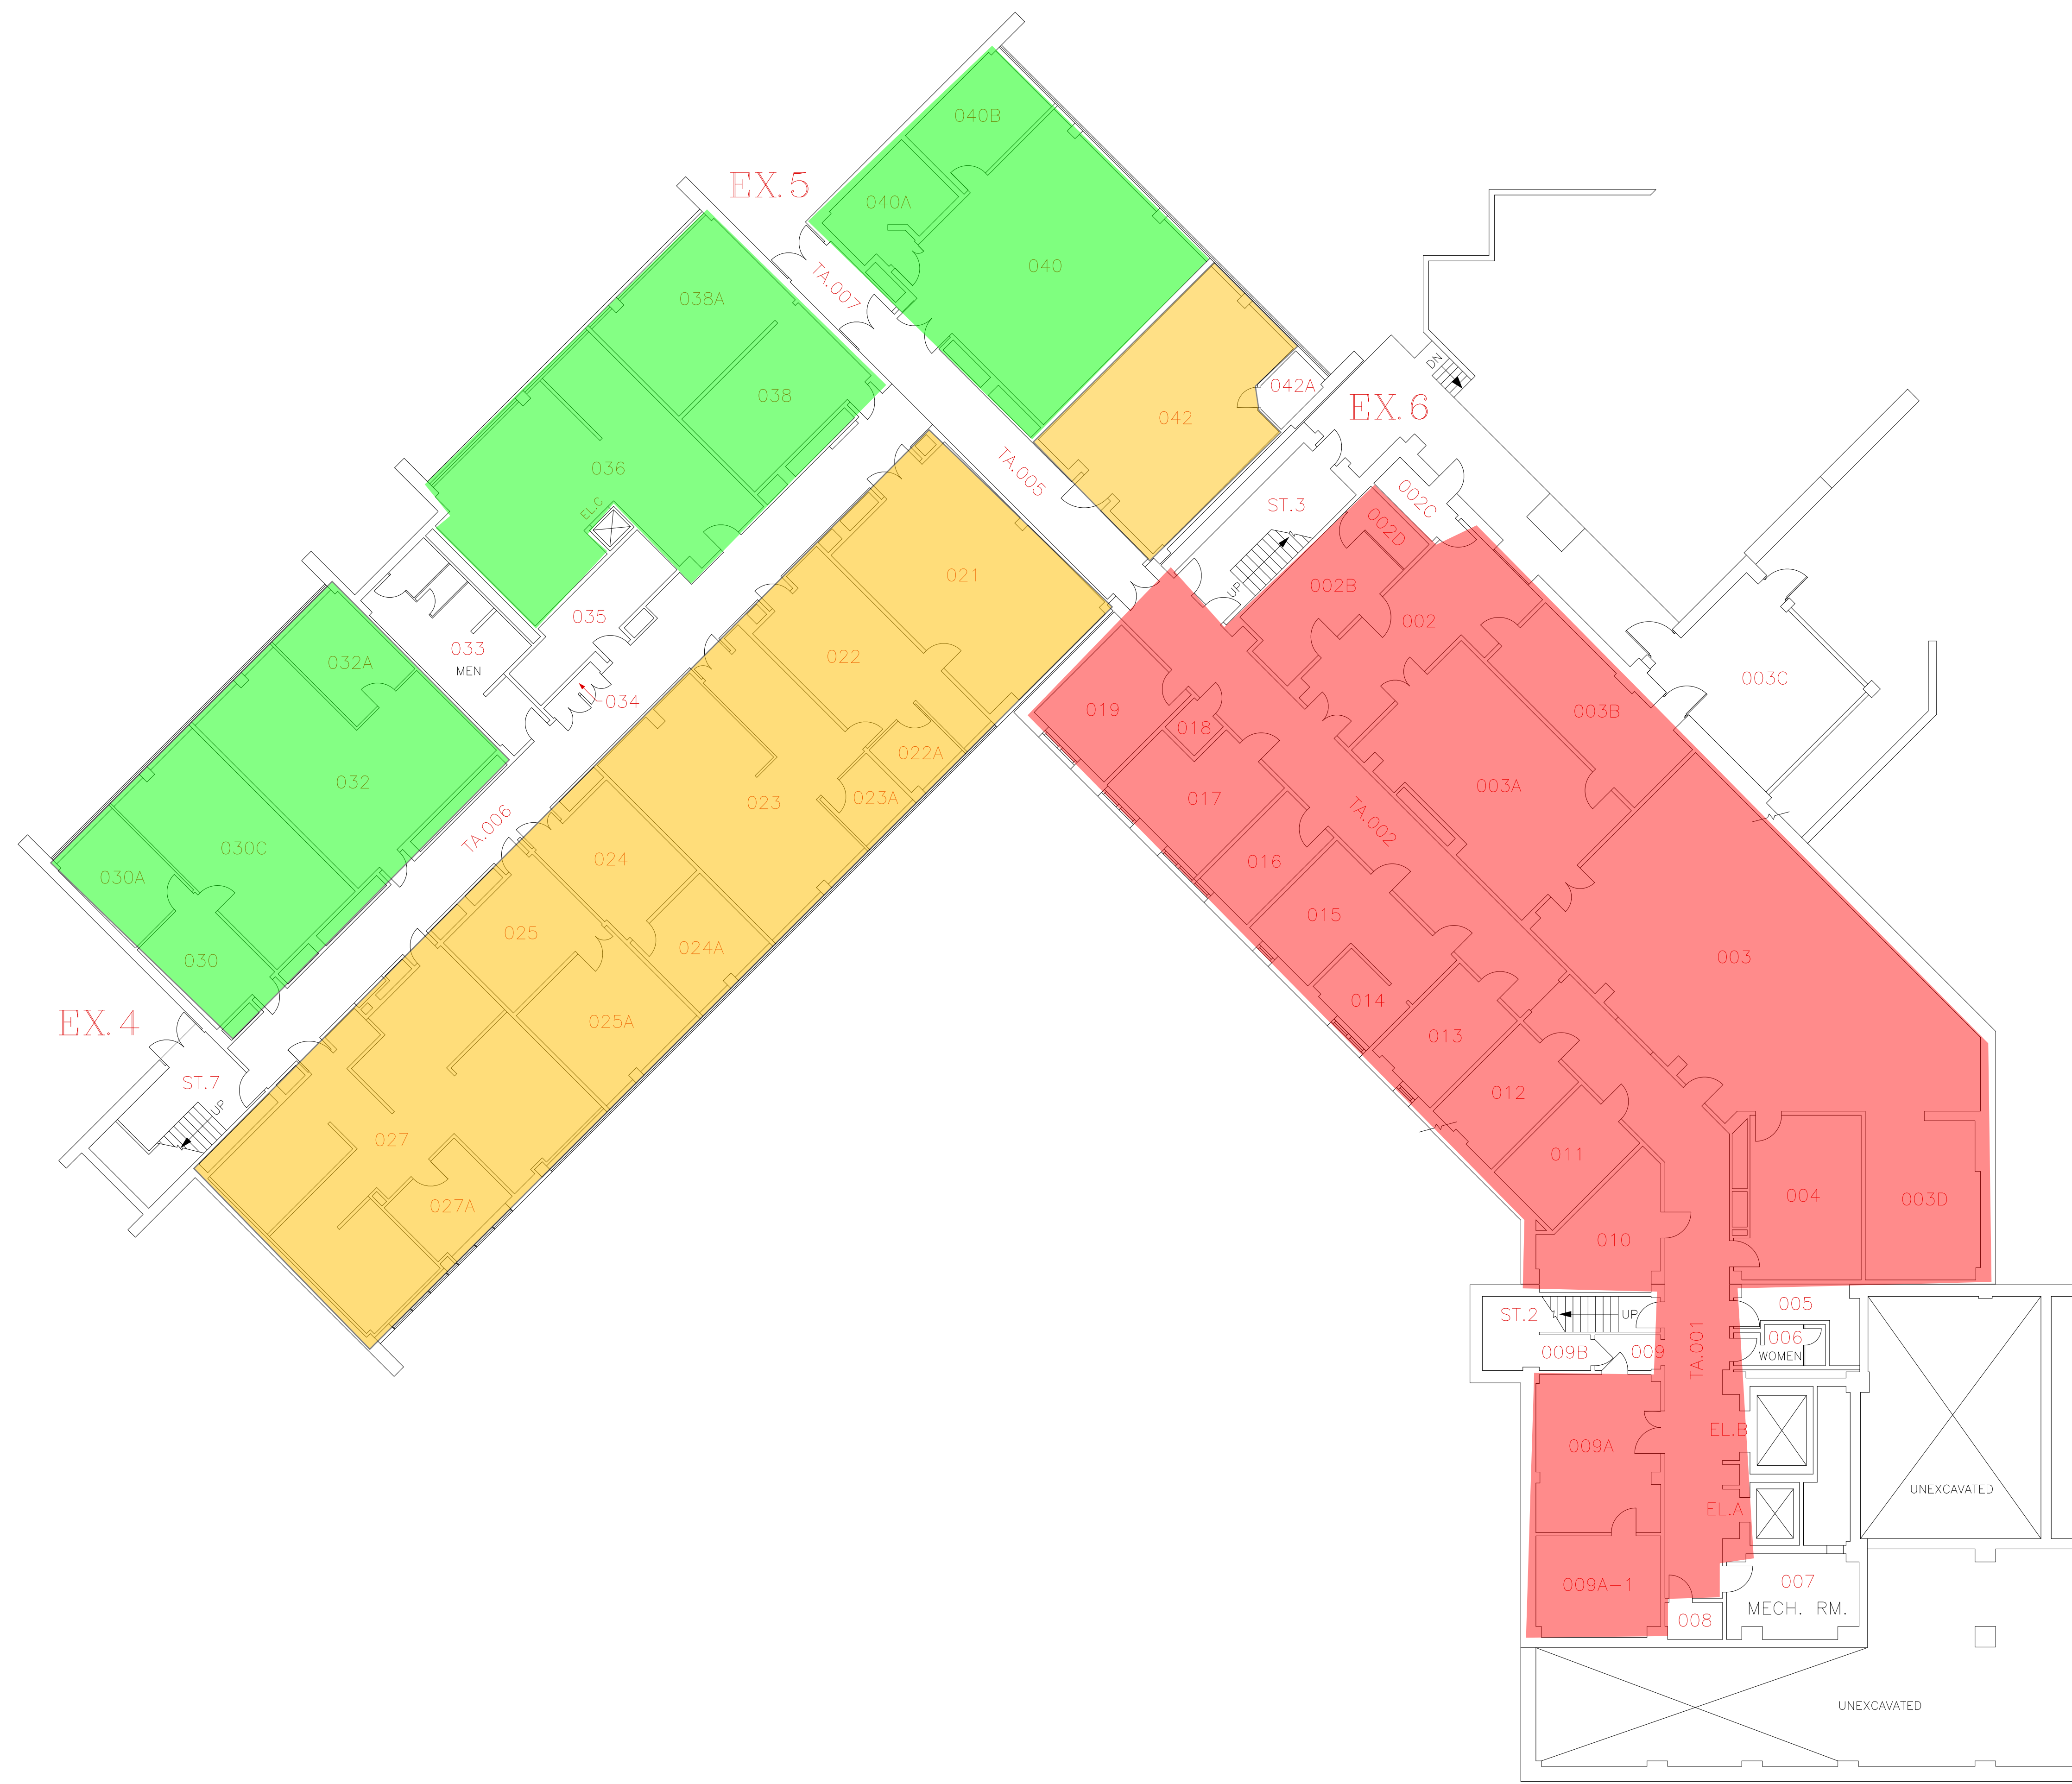 040B
EX.5
040A
040
TA.007
038A
DN
042A
038
EX.6
042
036
TA.005
002C
EL.C
ST.3
002D
021
UP
002B
035
002
033
MEN
022
032A
034
003C
019
003B
018
022A
032
003A
017
023A
023
TA.002
TA.006
030C
024
016
030A
015
025
024A
003
030
014
025A
EX.4
013
ST.7
012
UP
027
011
004
003D
027A
010
005
ST.2
UP
006
TA.001
009B
009
WOMEN
EL.B
009A
UNEXCAVATED
EL.A
007
009A-1
MECH. RM.
008
UNEXCAVATED